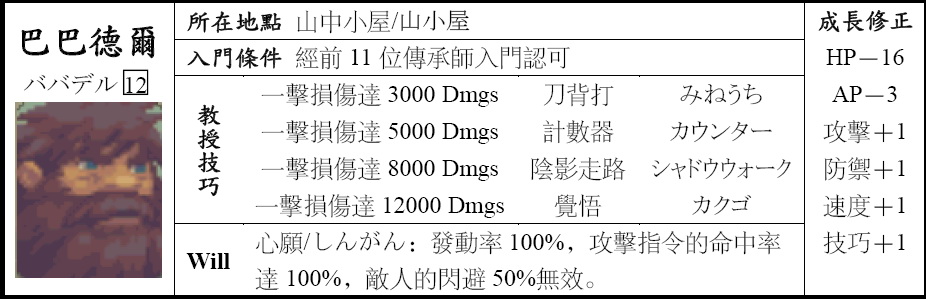 巴巴德爾
ババデル 12
所在地點 山中小屋/山小屋
入門條件 經前 11 位傳承師入門認可
教授技巧
一擊損傷達 3000 Dmgs 刀背打 みねうち
一擊損傷達 5000 Dmgs 計數器 カウンター
一擊損傷達 8000 Dmgs 陰影走路 シャドウウォーク
一擊損傷達 12000 Dmgs 覺悟 カクゴ
Will
心願/しんがん：發動率 100%，攻擊指令的命中率
達 100%，敵人的閃避 50%無效。
成長修正
HP－16
AP－3
攻擊＋1
防禦＋1
速度＋1
技巧＋1